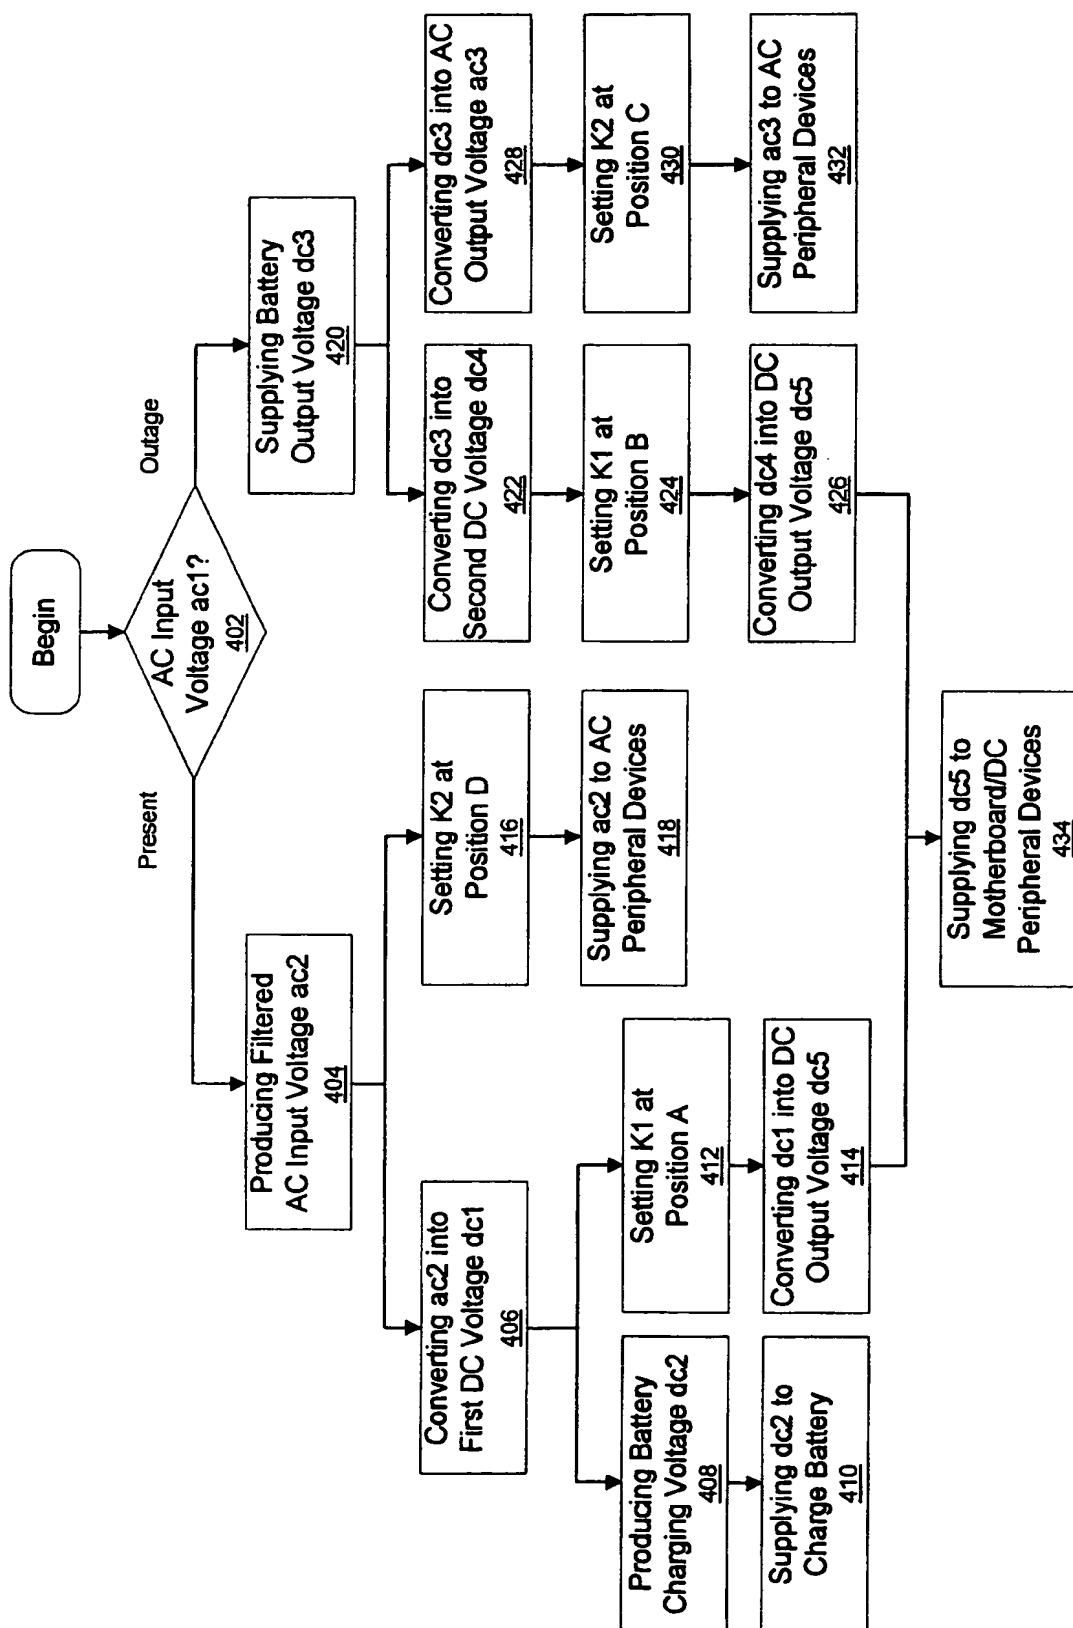 Begin
AC Input
Voltage ac1?
402
Present
Outage
Producing Filtered
AC Input Voltage ac2
404
Supplying Battery
Output Voltage dc3
420
Converting ac2 into
First DC Voltage dc1
406
Setting K2 at
Position D
416
Converting dc3 into
Second DC Voltage dc4
422
Converting dc3 into AC
Output Voltage ac3
428
Producing Battery
Charging Voltage dc2
408
Setting K1 at
Position A
412
Supplying ac2 to AC
Peripheral Devices
418
Setting K1 at
Position B
424
Setting K2 at
Position C
430
Supplying dc2 to
Charge Battery
410
Converting dc1 into DC
Output Voltage dc5
414
Converting dc4 into DC
Output Voltage dc5
426
Supplying ac3 to AC
Peripheral Devices
432
Supplying dc5 to
Motherboard/DC
Peripheral Devices
434